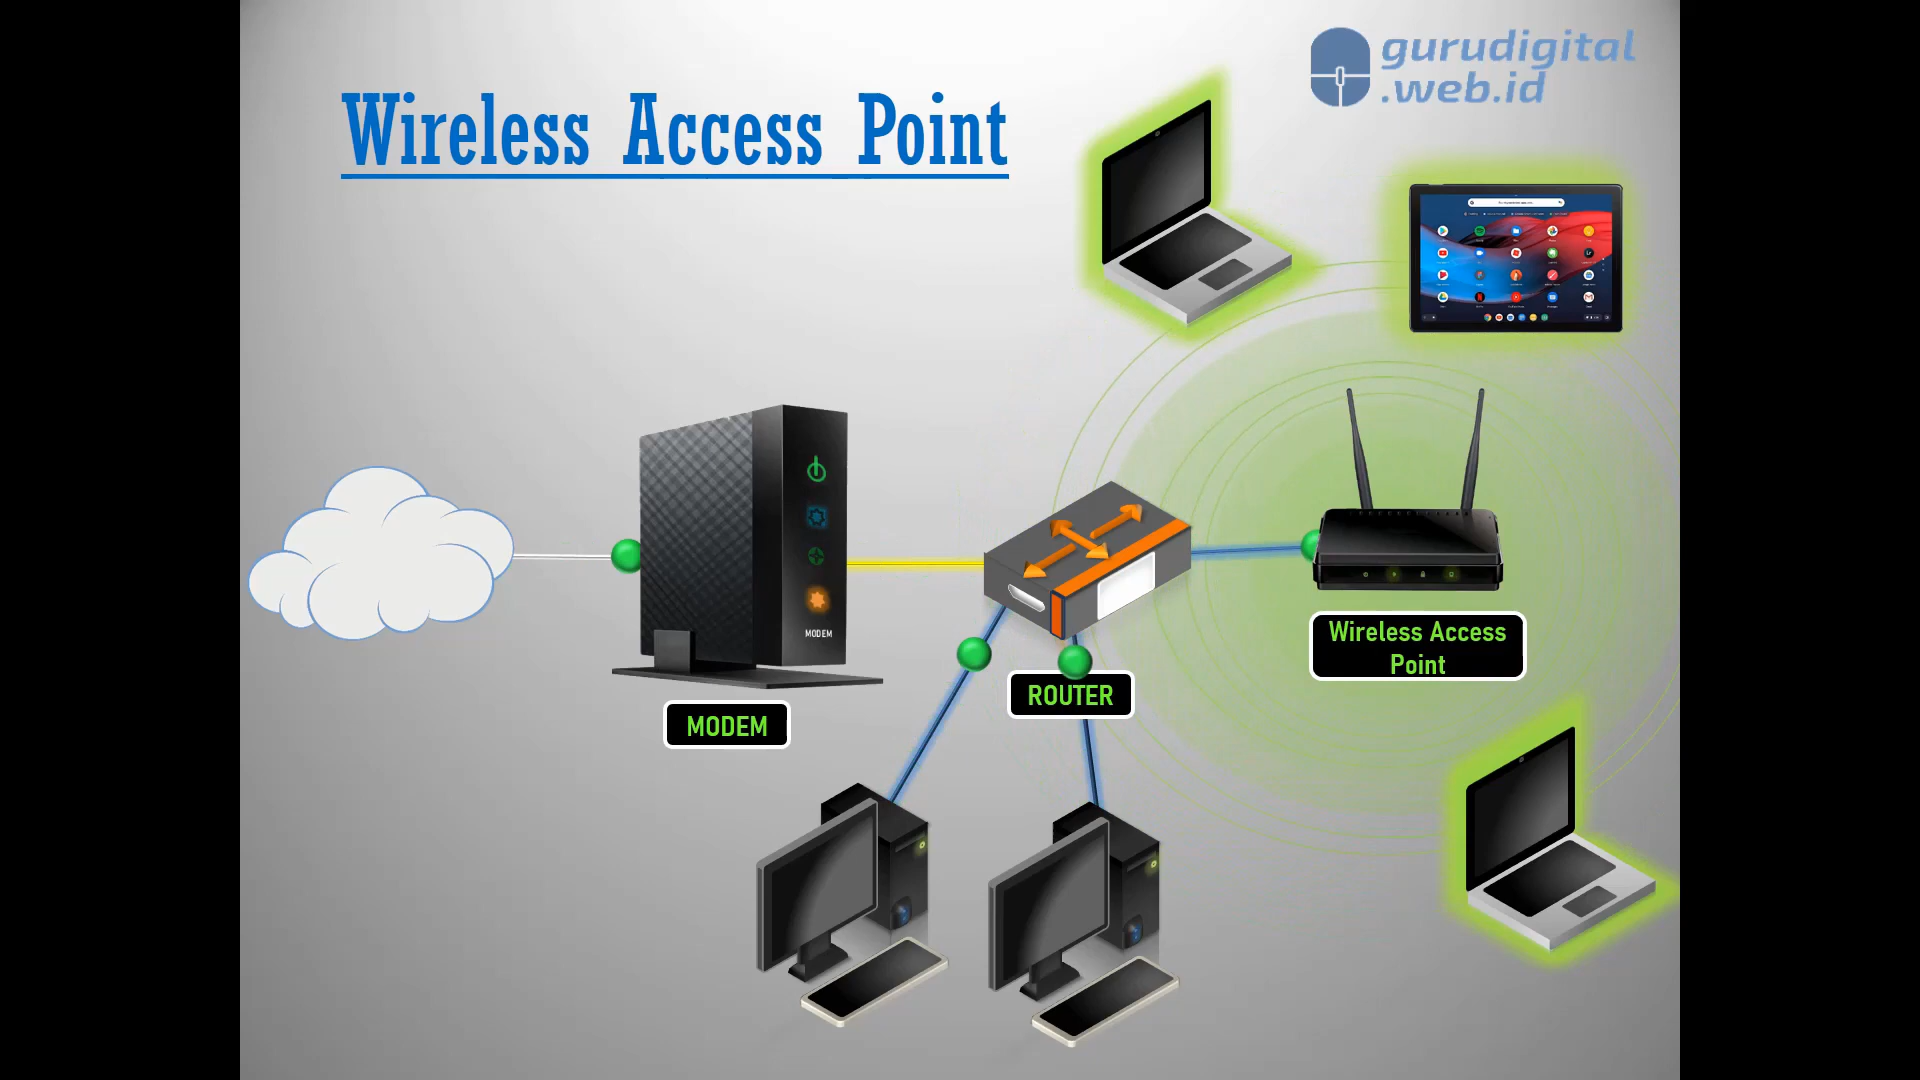 gurudigital
.web.id
Wireless Access Point
MODEM
MODEM
ROUTER
Wireless Access
Point